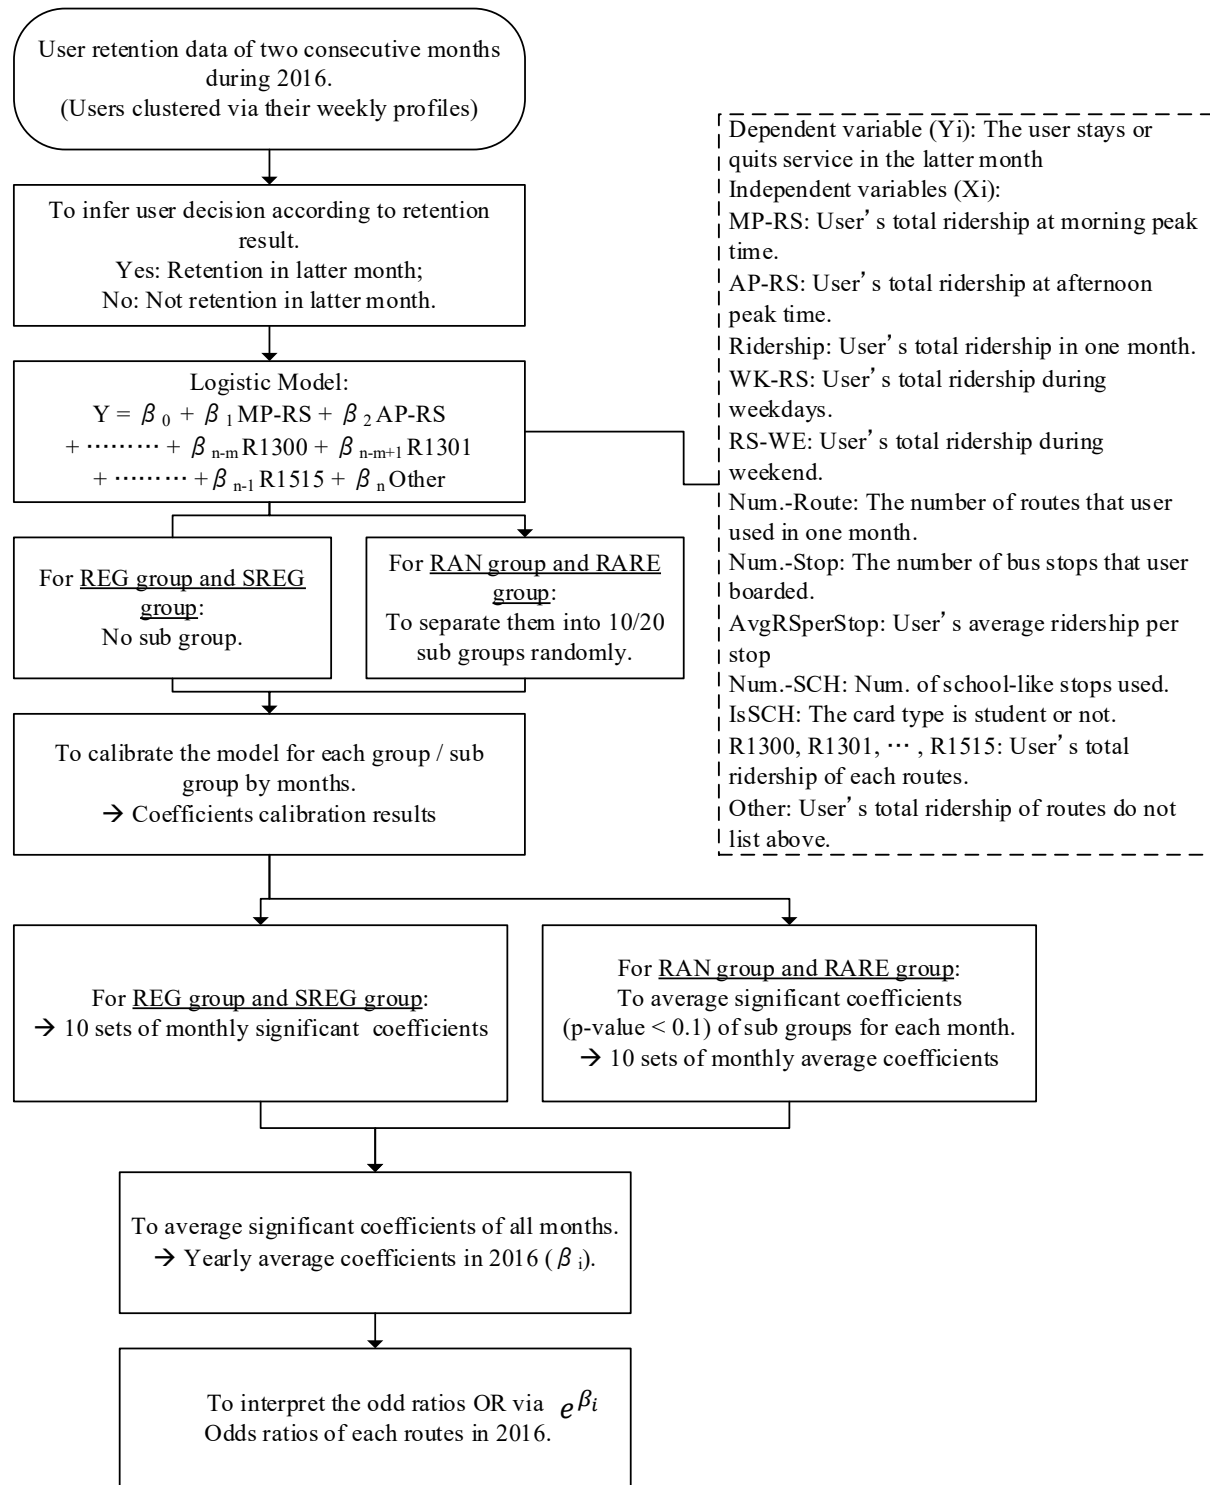 User retention data of two consecutive months
during 2016.
(Users clustered via their weekly profiles)
To infer user decision according to retention
result.
Yes: Retention in latter month;
No: Not retention in latter month.
Logistic Model:
Y = β 0 + β 1 MP-RS + β 2 AP-RS
+ ⋯⋯⋯ + β n-m R1300 + β n-m+1 R1301
+ ⋯⋯⋯ +β n-1 R1515 + β n Other
For REG group and SREG
group:
No sub group.
For RAN group and RARE
group:
To separate them into 10/20
sub groups randomly.
To calibrate the model for each group / sub
group by months.
→ Coefficients calibration results
For REG group and SREG group:
→ 10 sets of monthly significant coefficients
For RAN group and RARE group:
To average significant coefficients
(p-value < 0.1) of sub groups for each month.
→ 10 sets of monthly average coefficients
To average significant coefficients of all months.
→ Yearly average coefficients in 2016 ( β i).
To interpret the odd ratios OR via e^βi
Odds ratios of each routes in 2016.
Dependent variable (Yi): The user stays or
quits service in the latter month
Independent variables (Xi):
MP-RS: User’s total ridership at morning peak
time.
AP-RS: User’s total ridership at afternoon
peak time.
Ridership: User’s total ridership in one month.
WK-RS: User’s total ridership during
weekdays.
RS-WE: User’s total ridership during
weekend.
Num.-Route: The number of routes that user
used in one month.
Num.-Stop: The number of bus stops that user
boarded.
AvgRSperStop: User’s average ridership per
stop
Num.-SCH: Num. of school-like stops used.
IsSCH: The card type is student or not.
R1300, R1301, ⋯ , R1515: User’s total
ridership of each routes.
Other: User’s total ridership of routes do not
list above.